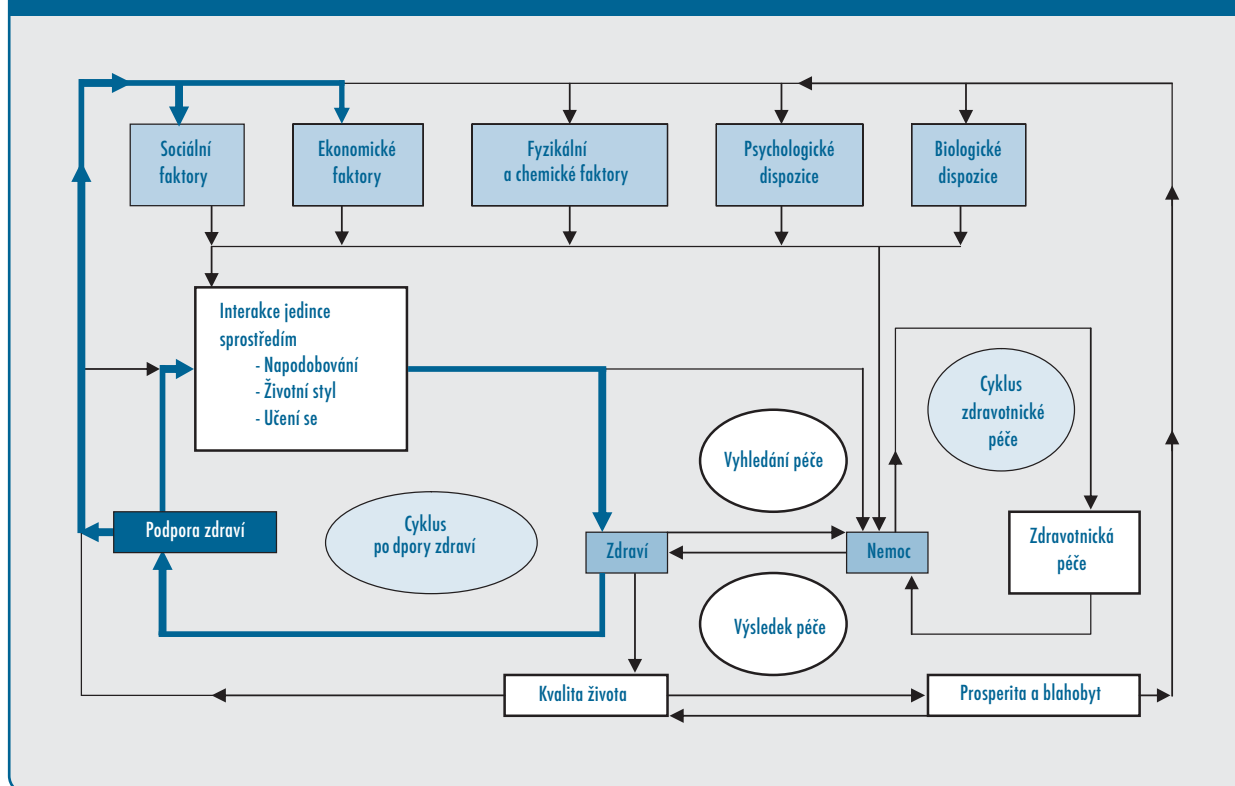 Sociální
faktory
Ekonomické
faktory
Fyzikální
a chemické faktory
Psychologické
dispozice
Biologické
dispozice
Interakce jedince
sprostředím
- Napodobování
- Životní styl
- Učení se
Cyklus
zdravotnické
péče
Vyhledání péče
Podpora zdraví
Cyklus
po dpory zdraví
Zdraví
Nemoc
Zdravotnická
péče
Výsledek péče
Kvalita života
Prosperita a blahobyt